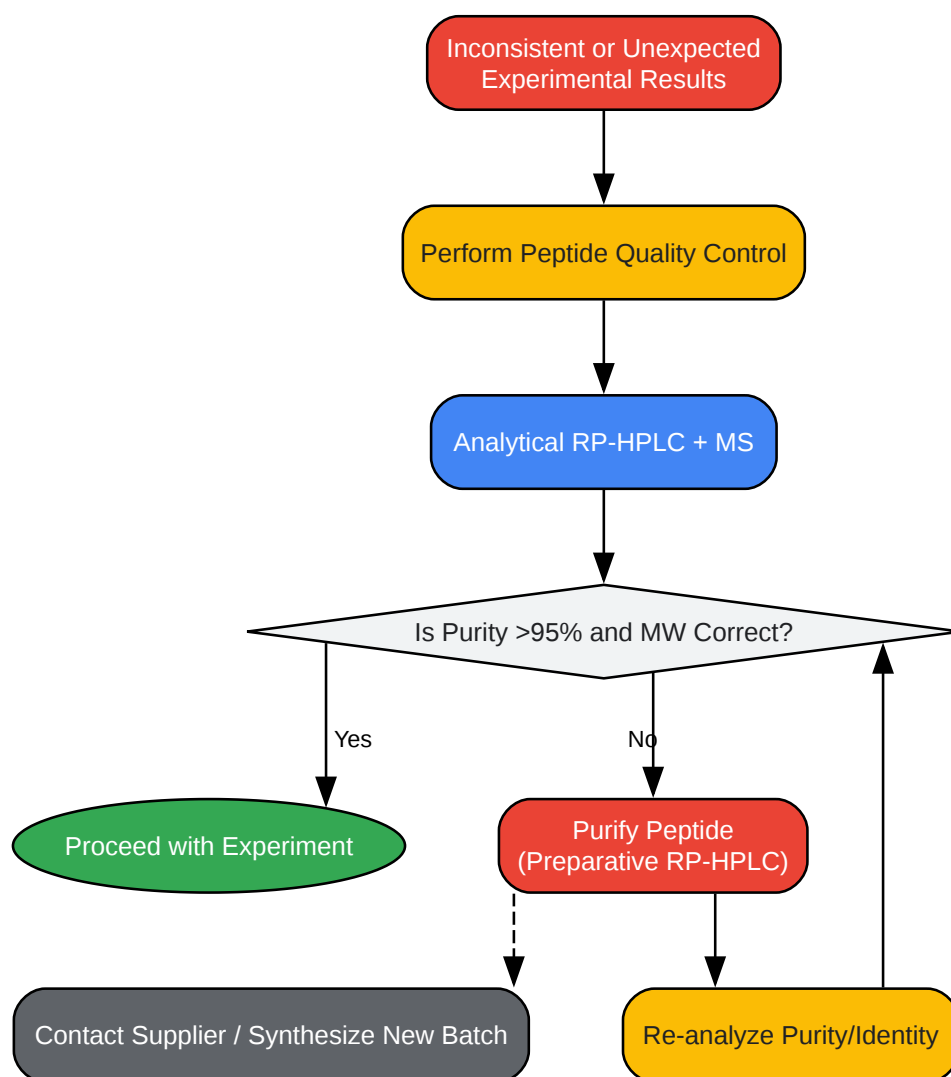 Inconsistent or Unexpected
Experimental Results
Perform Peptide Quality Control
Analytical RP-HPLC + MS
Is Purity >95% and MW Correct?
Yes
No
Proceed with Experiment
Purify Peptide
(Preparative RP-HPLC)
Contact Supplier / Synthesize New Batch
Re-analyze Purity/Identity